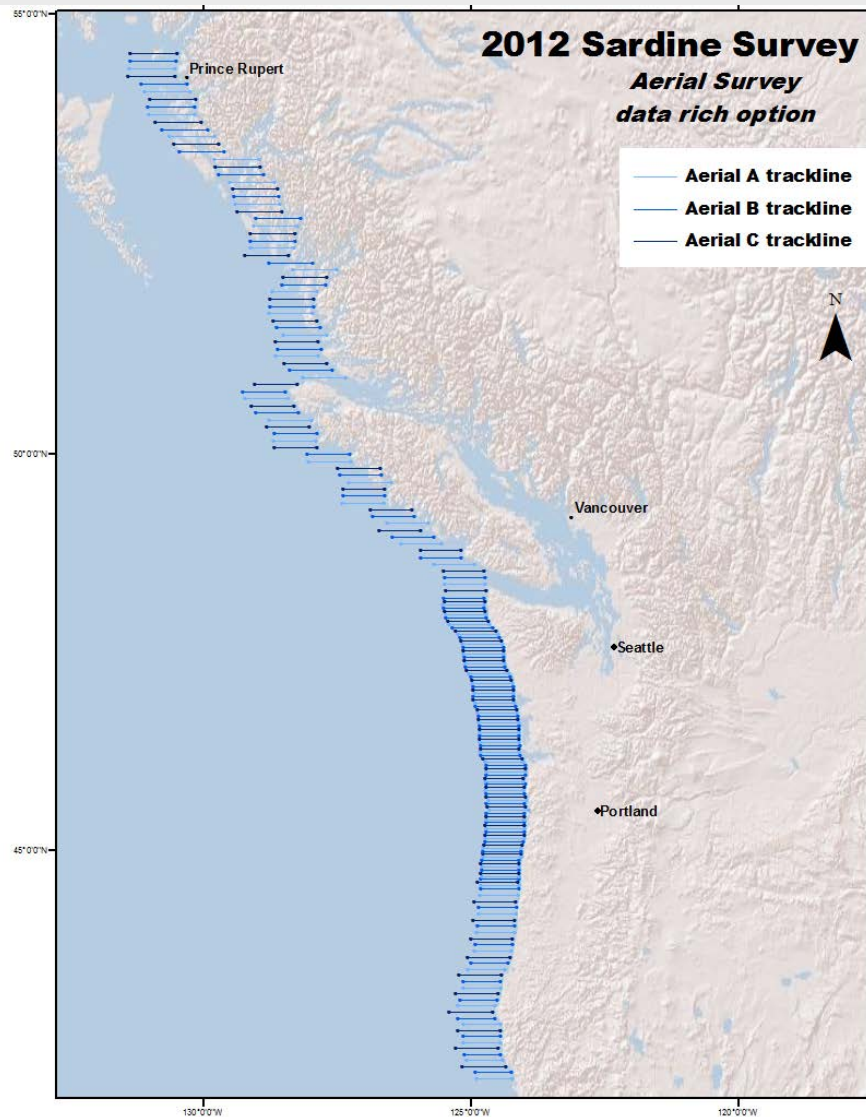 2012 Sardine Survey
Aerial Survey
data rich option
Aerial A trackline
Aerial B trackline
Aerial C trackline
N
55°0'0"N
Prince Rupert
50°0'0"N
Vancouver
Seattle
Portland
45°0'0"N
130°0'0"W
125°0'0"W
120°0'0"W